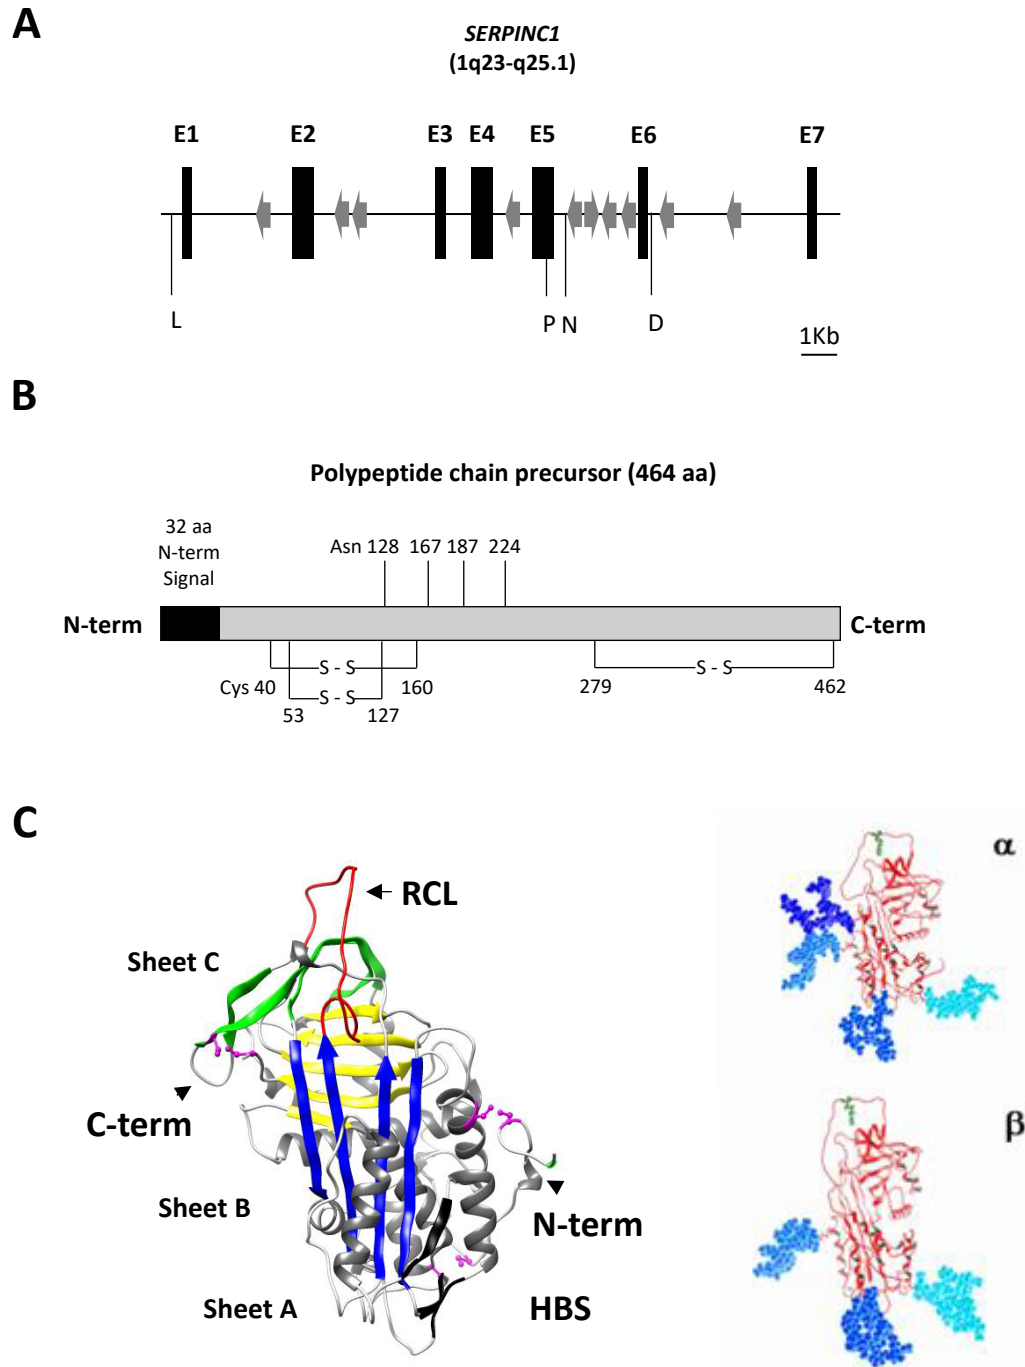 A
SERPINC1
(1q23-q25.1)
E1 E2 E3 E4 E5 E6 E7
L P N D
1Kb
B
Polypeptide chain precursor (464 aa)
32 aa
N-term
Signal
Asn 128 167 187 224
N-term C-term
S - S S - S
Cys 40 160 279 462
S - S
53 127
C
α
RCL
Sheet C
C-term
β
Sheet B
N-term
Sheet A
HBS